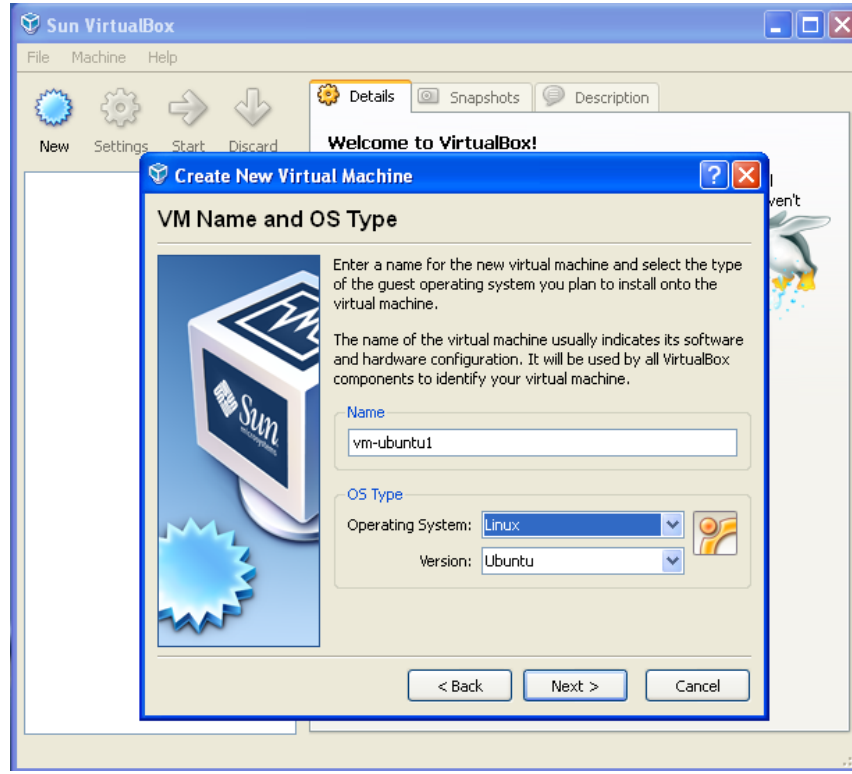 Sun VirtualBox
File Machine Help
New Settings Start Discard
Details Snapshots Description
Welcome to VirtualBox!
ven't
Create New Virtual Machine
VM Name and OS Type
Enter a name for the new virtual machine and select the type
of the guest operating system you plan to install onto the
virtual machine.
The name of the virtual machine usually indicates its software
and hardware configuration. It will be used by all VirtualBox
components to identify your virtual machine.
Sun
microsystems
Name
vm-ubuntu1
OS Type
Operating System: Linux
Version: Ubuntu
< Back Next > Cancel